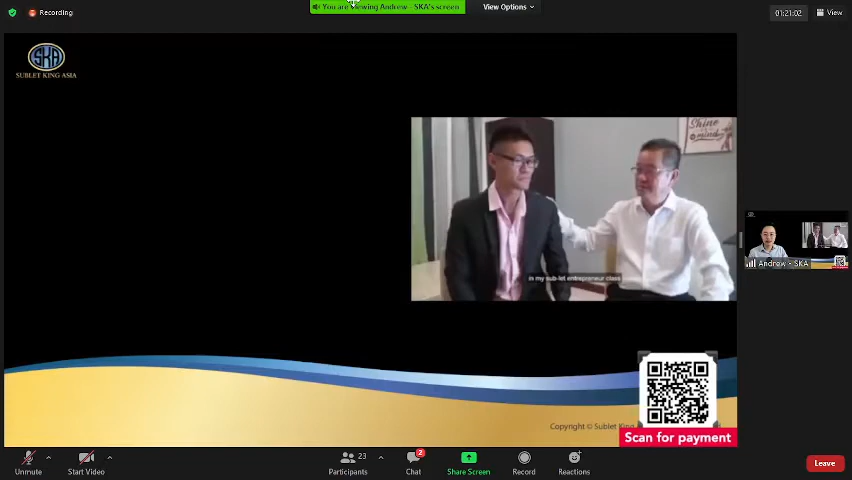 Recording
You are viewing Andrew - SKA's screen
View Options
01:21:02
View
SKA
SUBLET KING ASIA
Shine
mind
in my sub-let entrepreneur class
Andrew - SKA
Copyright © Sublet King
Scan for payment
Unmute
Start Video
23
Participants
2
Chat
Share Screen
Record
Reactions
Leave